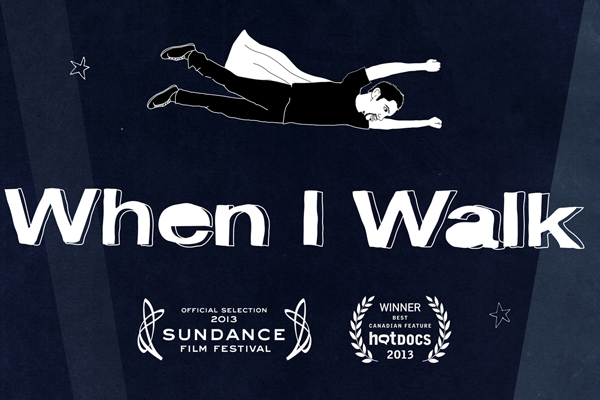 When I Walk
OFFICIAL SELECTION
2013
SUNDANCE
FILM FESTIVAL
WINNER
BEST
CANADIAN FEATURE
hotDOCS
2013